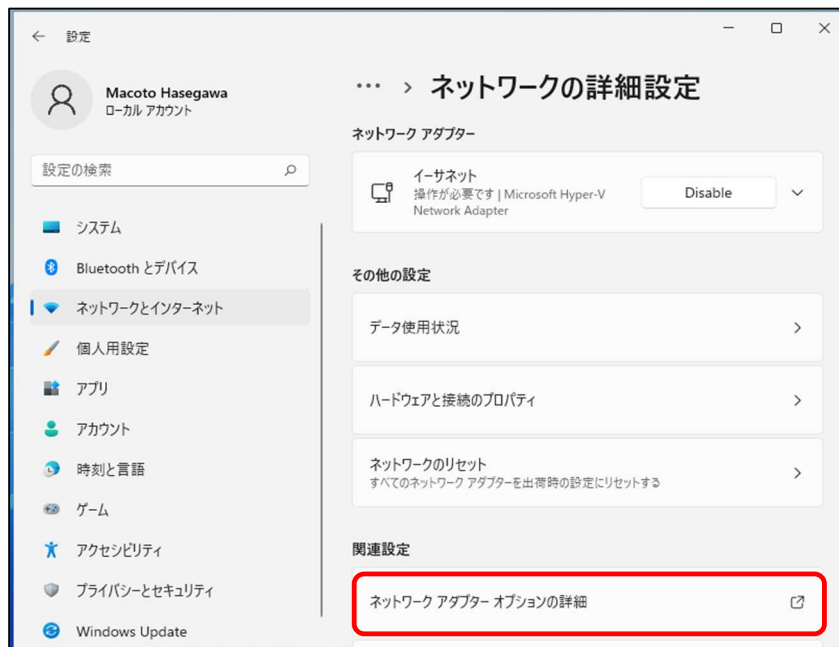 設定
Macoto Hasegawa
ローカル アカウント
設定の検索
システム
Bluetooth とデバイス
ネットワークとインターネット
個人用設定
アプリ
アカウント
時刻と言語
ゲーム
アクセシビリティ
プライバシーとセキュリティ
Windows Update
… › ネットワークの詳細設定
ネットワーク アダプター
イーサネット
操作が必要です | Microsoft Hyper-V
Network Adapter
Disable
その他の設定
データ使用状況
ハードウェアと接続のプロパティ
ネットワークのリセット
すべてのネットワーク アダプターを出荷時の設定にリセットする
関連設定
ネットワーク アダプター オプションの詳細